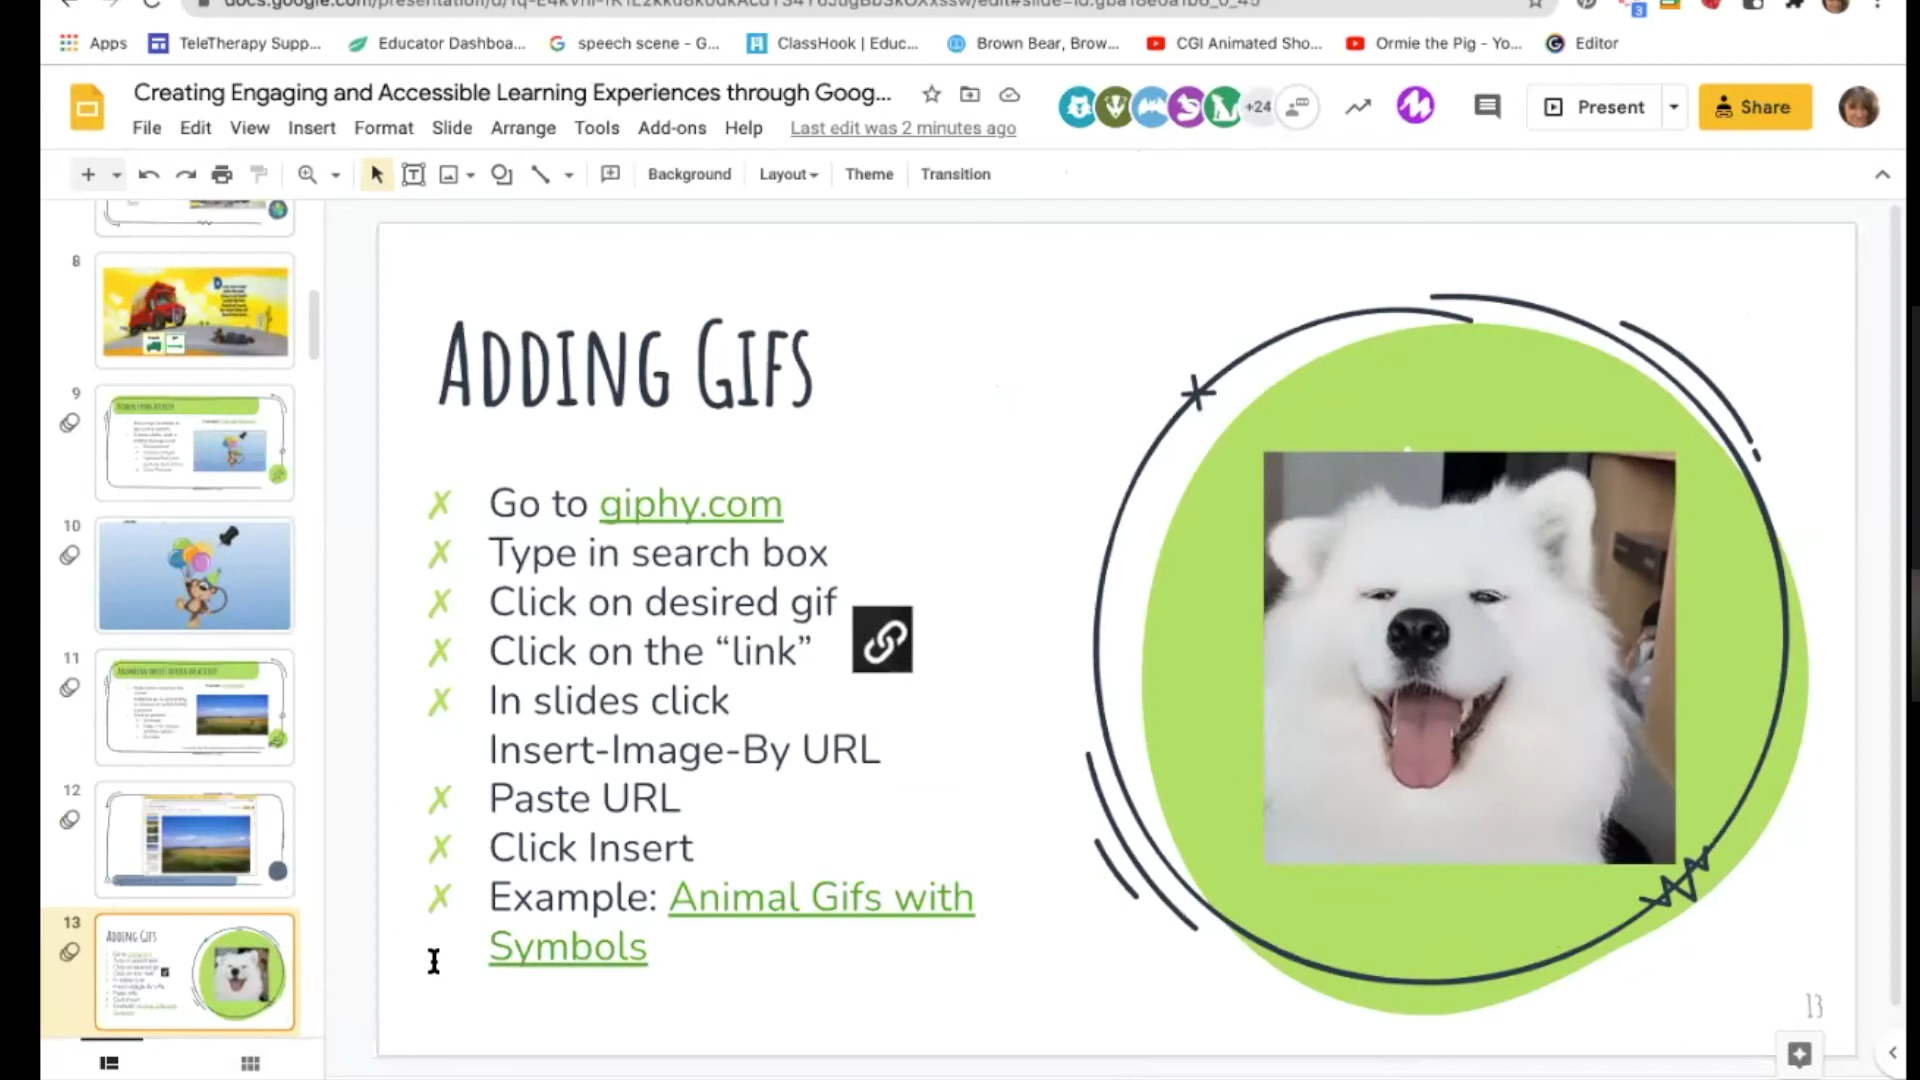 Apps TeleTherapy Supp... Educator Dashboa... speech scene - G... ClassHook | Educ... Brown Bear, Brow... CGI Animated Sho... Ormie the Pig - Yo... Editor
Creating Engaging and Accessible Learning Experiences through Goog...
+24
Present
Share
File Edit View Insert Format Slide Arrange Tools Add-ons Help Last edit was 2 minutes ago
Background Layout Theme Transition
8
9
10
11
12
13
ADDING GIFS
ADDING GIFS
Go to giphy.com
Type in search box
Click on desired gif
Click on the “link”
In slides click
Insert-Image-By URL
Paste URL
Click Insert
Example: Animal Gifs with
Symbols
13